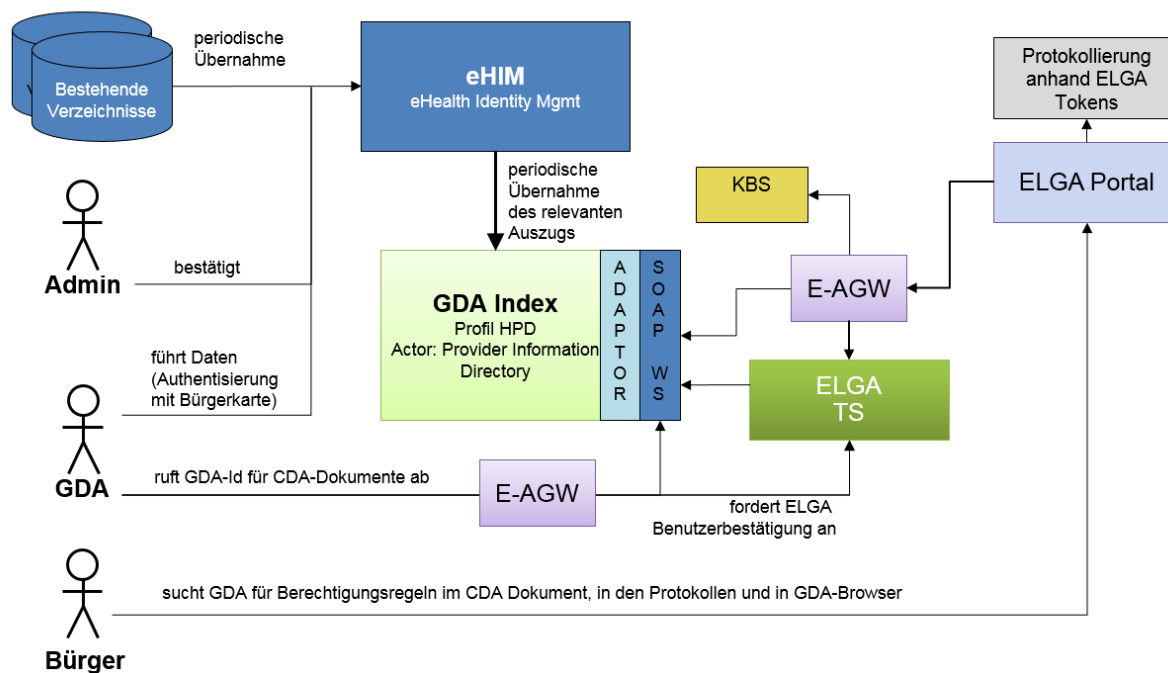 periodische
Übernahme
Bestehende
Verzeichnisse
eHIM
eHealth Identity Mgmt
Protokollierung
anhand ELGA
Tokens
ELGA Portal
periodische
Übernahme
des relevanten
Auszugs
KBS
E-AGW
Admin
bestätigt
GDA Index
Profil HPD
Actor: Provider Information
Directory
ADAPTOR
SOAP WS
ELGA
TS
führt Daten
(Authentisierung
mit Bürgerkarte)
GDA
ruft GDA-Id für CDA-Dokumente ab
E-AGW
fordert ELGA
Benutzerbestätigung an
sucht GDA für Berechtigungsregeln im CDA Dokument, in den Protokollen und in GDA-Browser
Bürger